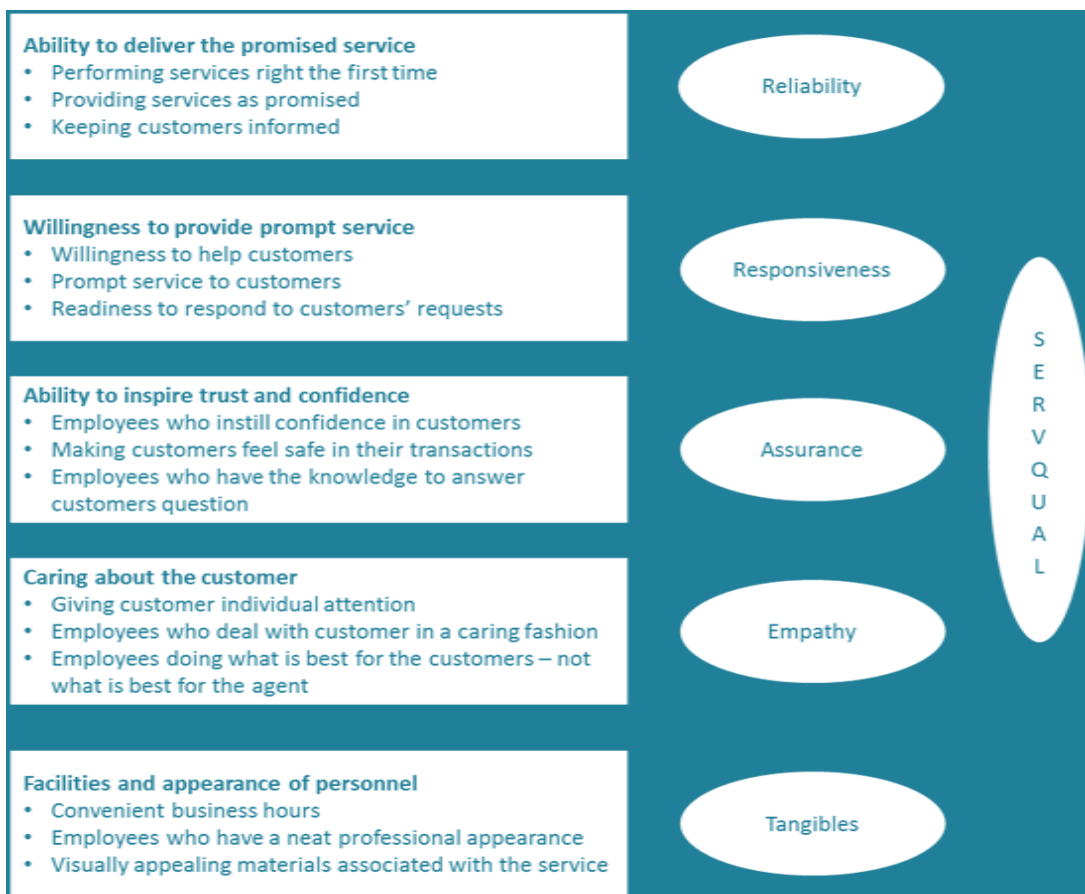 Ability to deliver the promised service
• Performing services right the first time
• Providing services as promised
• Keeping customers informed
Reliability
Willingness to provide prompt service
• Willingness to help customers
• Prompt service to customers
• Readiness to respond to customers’ requests
Responsiveness
Ability to inspire trust and confidence
• Employees who instill confidence in customers
• Making customers feel safe in their transactions
• Employees who have the knowledge to answer
customers question
Assurance
Caring about the customer
• Giving customer individual attention
• Employees who deal with customer in a caring fashion
• Employees doing what is best for the customers – not
what is best for the agent
Empathy
Facilities and appearance of personnel
• Convenient business hours
• Employees who have a neat professional appearance
• Visually appealing materials associated with the service
Tangibles
S
E
R
V
Q
U
A
L